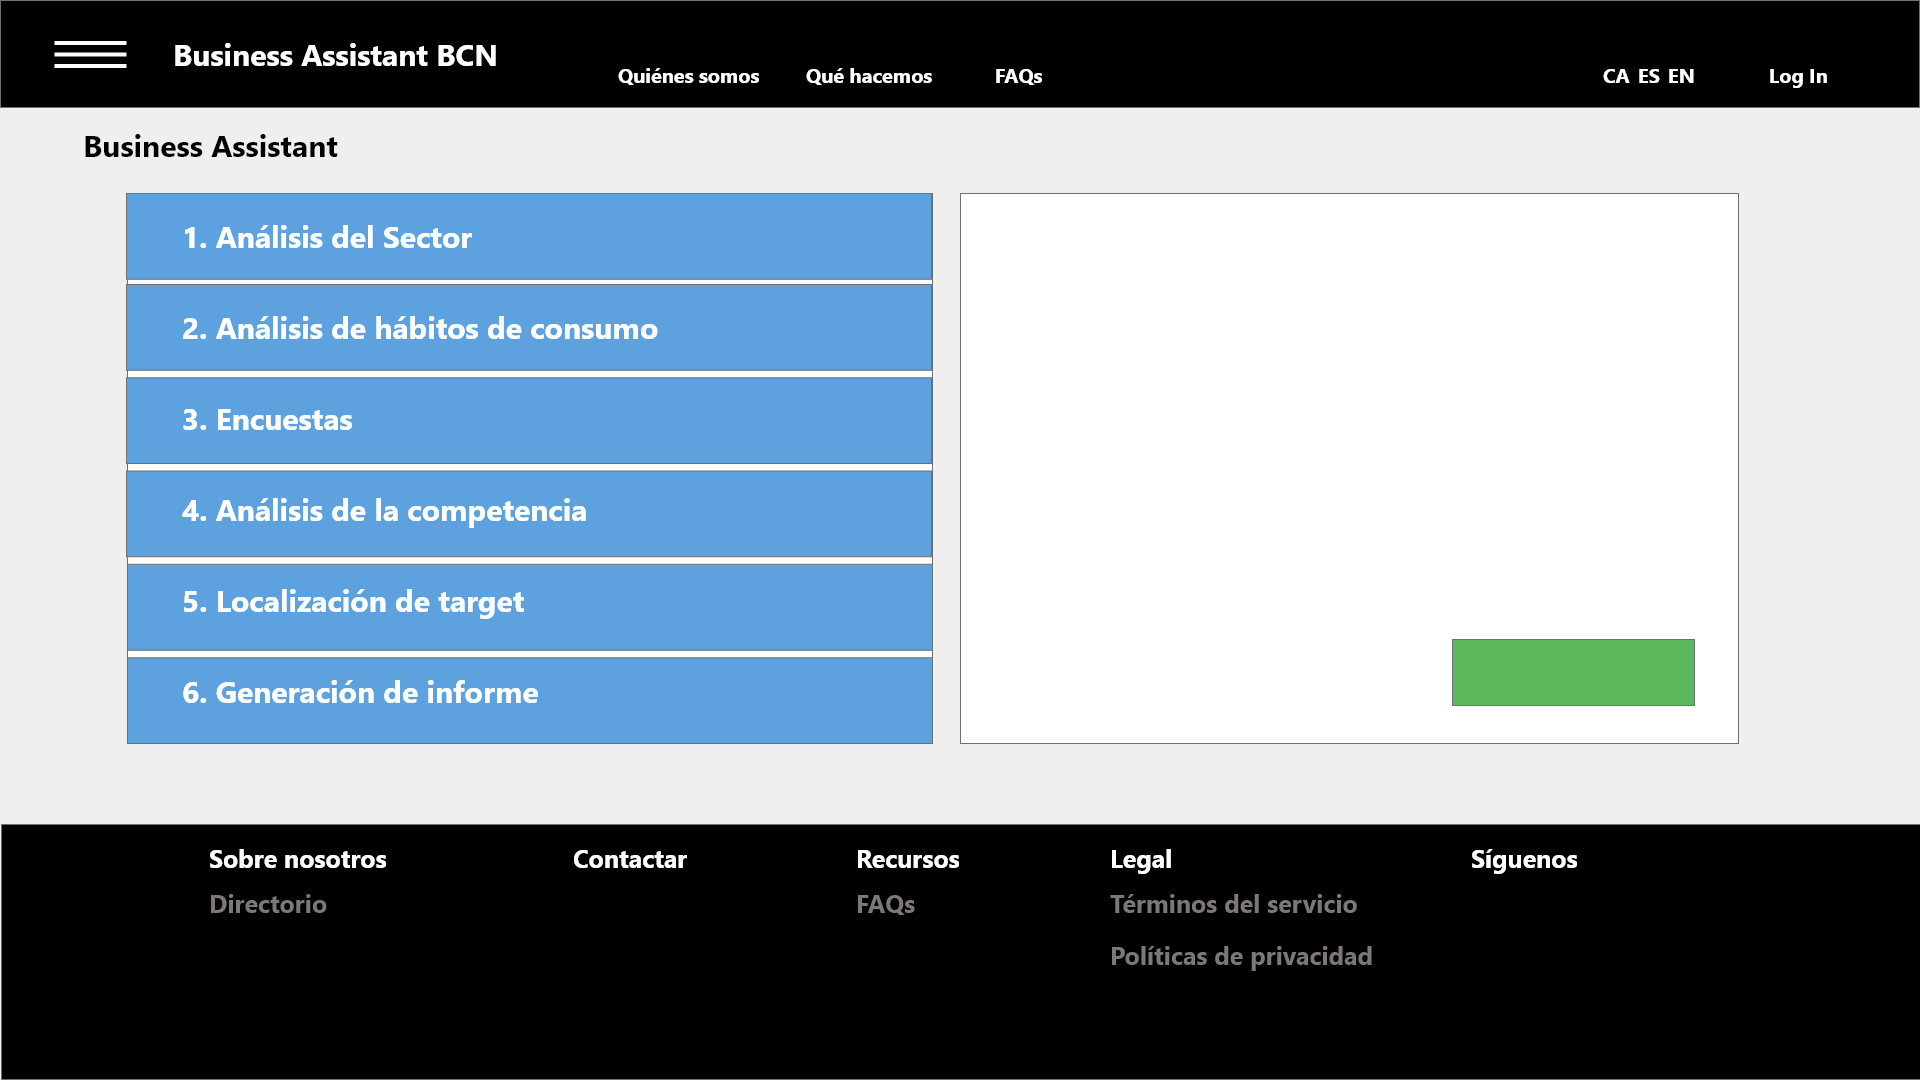 Business Assistant BCN
Quiénes somos
Qué hacemos
FAQs
CA ES EN
Log In
Business Assistant
1. Análisis del Sector
2. Análisis de hábitos de consumo
3. Encuestas
4. Análisis de la competencia
5. Localización de target
6. Generación de informe
Sobre nosotros
Directorio
Contactar
Recursos
FAQs
Legal
Términos del servicio
Políticas de privacidad
Síguenos